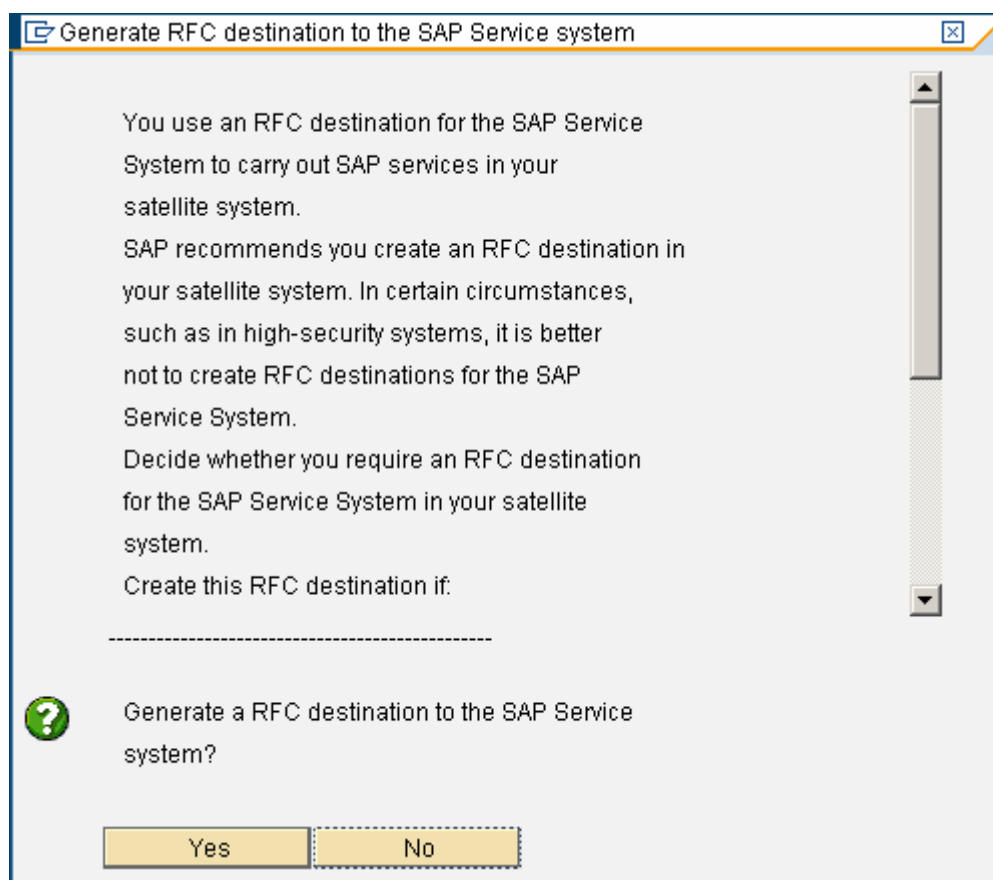 Generate RFC destination to the SAP Service system
You use an RFC destination for the SAP Service
System to carry out SAP services in your
satellite system.
SAP recommends you create an RFC destination in
your satellite system. In certain circumstances,
such as in high-security systems, it is better
not to create RFC destinations for the SAP
Service System.
Decide whether you require an RFC destination
for the SAP Service System in your satellite
system.
Create this RFC destination if:
------------------------------------------------
Generate a RFC destination to the SAP Service
system?
Yes No